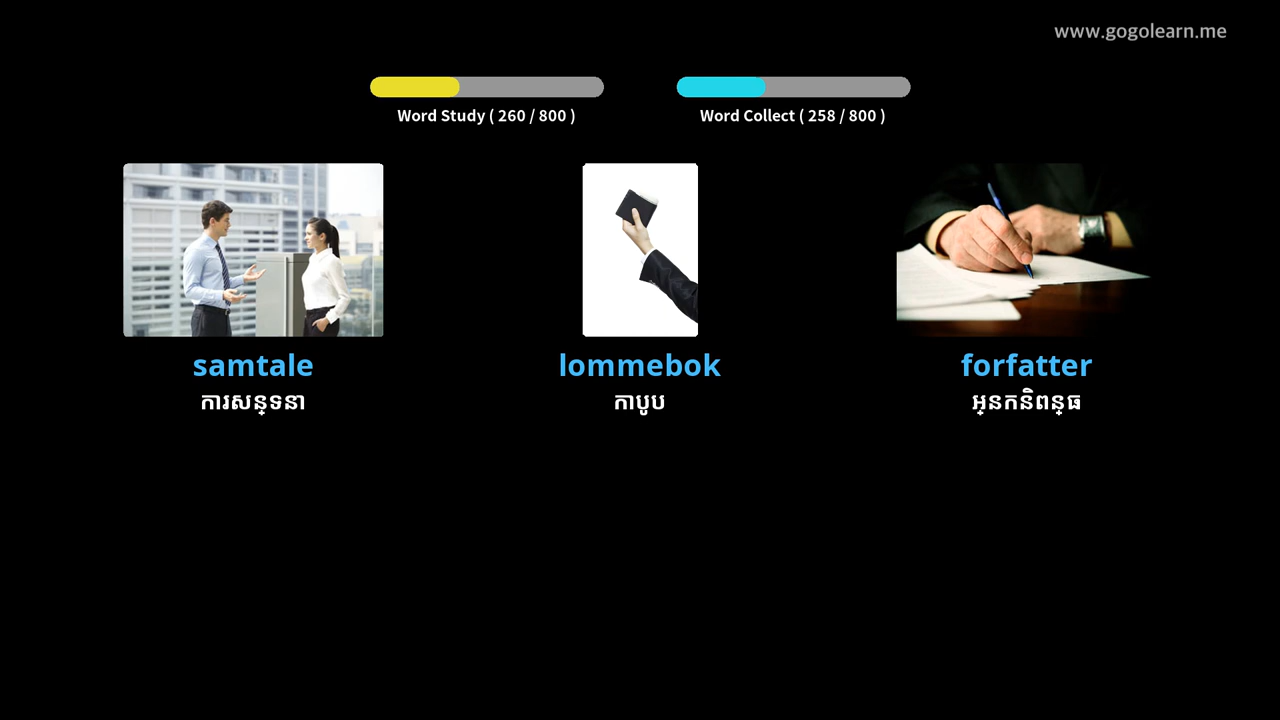 www.gogolearn.me
Word Study ( 260 / 800 )
Word Collect ( 258 / 800 )
samtale
lommebok
forfatter
ការសន្ទនា
កាបូប
អ្នកនិពន្ធ